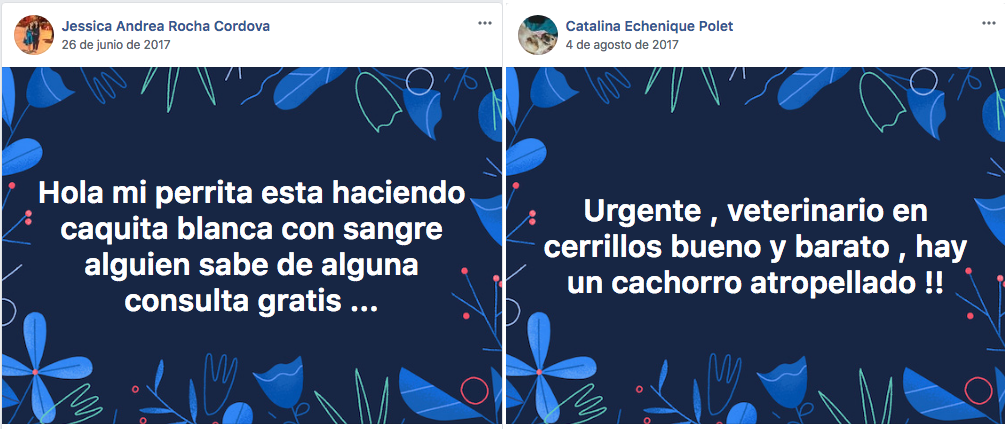 Jessica Andrea Rocha Cordova
26 de junio de 2017
Hola mi perrita esta haciendo
caquita blanca con sangre
alguien sabe de alguna
consulta gratis ...
Catalina Echenique Polet
4 de agosto de 2017
Urgente , veterinario en
cerrillos bueno y barato , hay
un cachorro atropellado !!